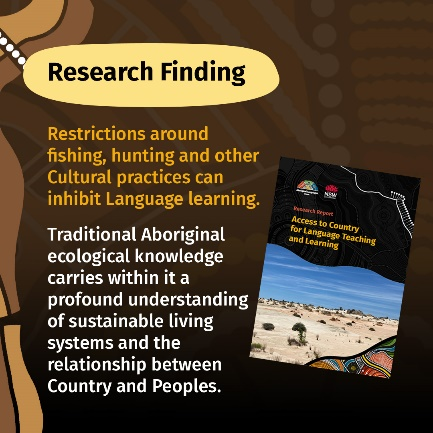 Research Finding
Restrictions around
fishing, hunting and other
Cultural practices can
inhibit Language learning.
Traditional Aboriginal
ecological knowledge
carries within it a
profound understanding
of sustainable living
systems and the
relationship between
Country and Peoples.
NSW
Research Report
Access to Country
for Language Teaching
and Learning